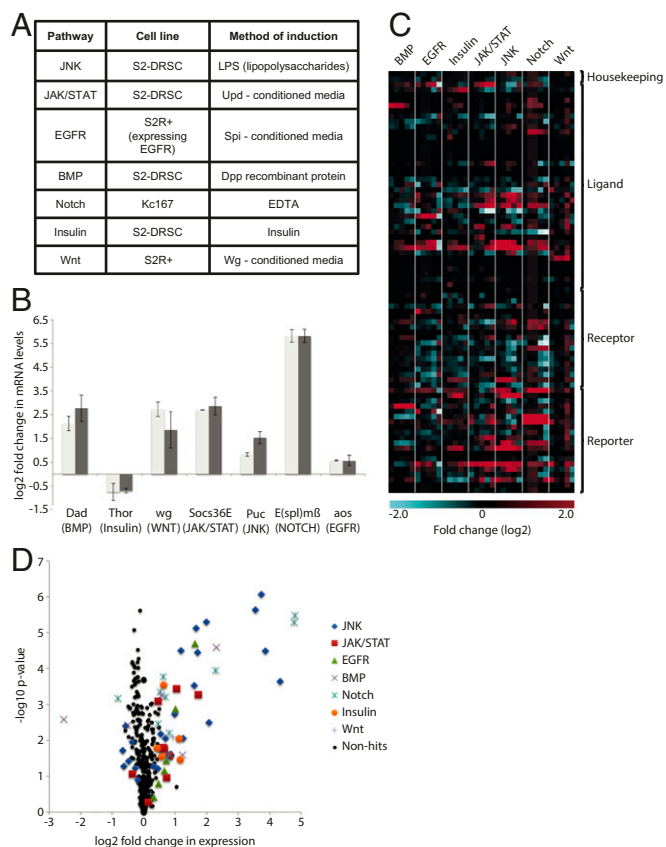 A
Pathway Cell line Method of induction
JNK S2-DRSC LPS (lipopolysaccharides)
JAK/STAT S2-DRSC Upd - conditioned media
EGFR S2R+ (expressing EGFR) Spi - conditioned media
BMP S2-DRSC Dpp recombinant protein
Notch Kc167 EDTA
Insulin S2-DRSC Insulin
Wnt S2R+ Wg - conditioned media
B
log2 fold change in mRNA levels
6.5
5.5
4.5
3.5
2.5
1.5
0.5
-0.5
-1.5
Dad (BMP)
Thor (Insulin)
wg (WNT)
Socs36E (JAK/STAT)
Puc (JNK)
E(spl)mß (NOTCH)
aos (EGFR)
C
BMP EGFR Insulin JAK/STAT JNK Notch Wnt
Housekeeping
Ligand
Receptor
Reporter
-2.0 0 2.0
Fold change (log2)
D
-log10 p-value
7
6
5
4
3
2
1
0
-3 -2 -1 0 1 2 3 4 5
log2 fold change in expression
JNK
JAK/STAT
EGFR
BMP
Notch
Insulin
Wnt
Non-hits